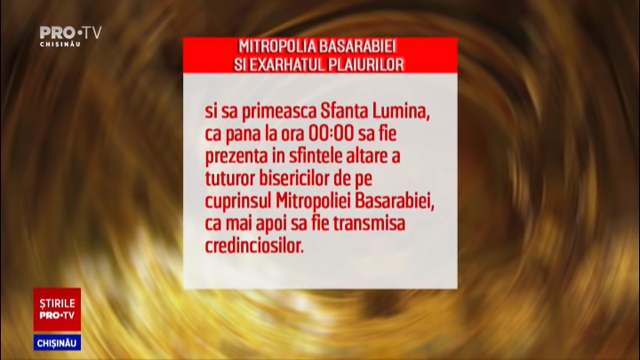 PRO•TV
CHIȘINĂU
MITROPOLIA BASARABIEI
SI EXARHATUL PLAIURILOR
si sa primeasca Sfanta Lumina,
ca pana la ora 00:00 sa fie
prezenta in sfintele altare a
tuturor bisericilor de pe
cuprinsul Mitropoliei Basarabiei,
ca mai apoi sa fie transmisa
credinciosilor.
ȘTIRILE
PRO•TV
CHIȘINĂU